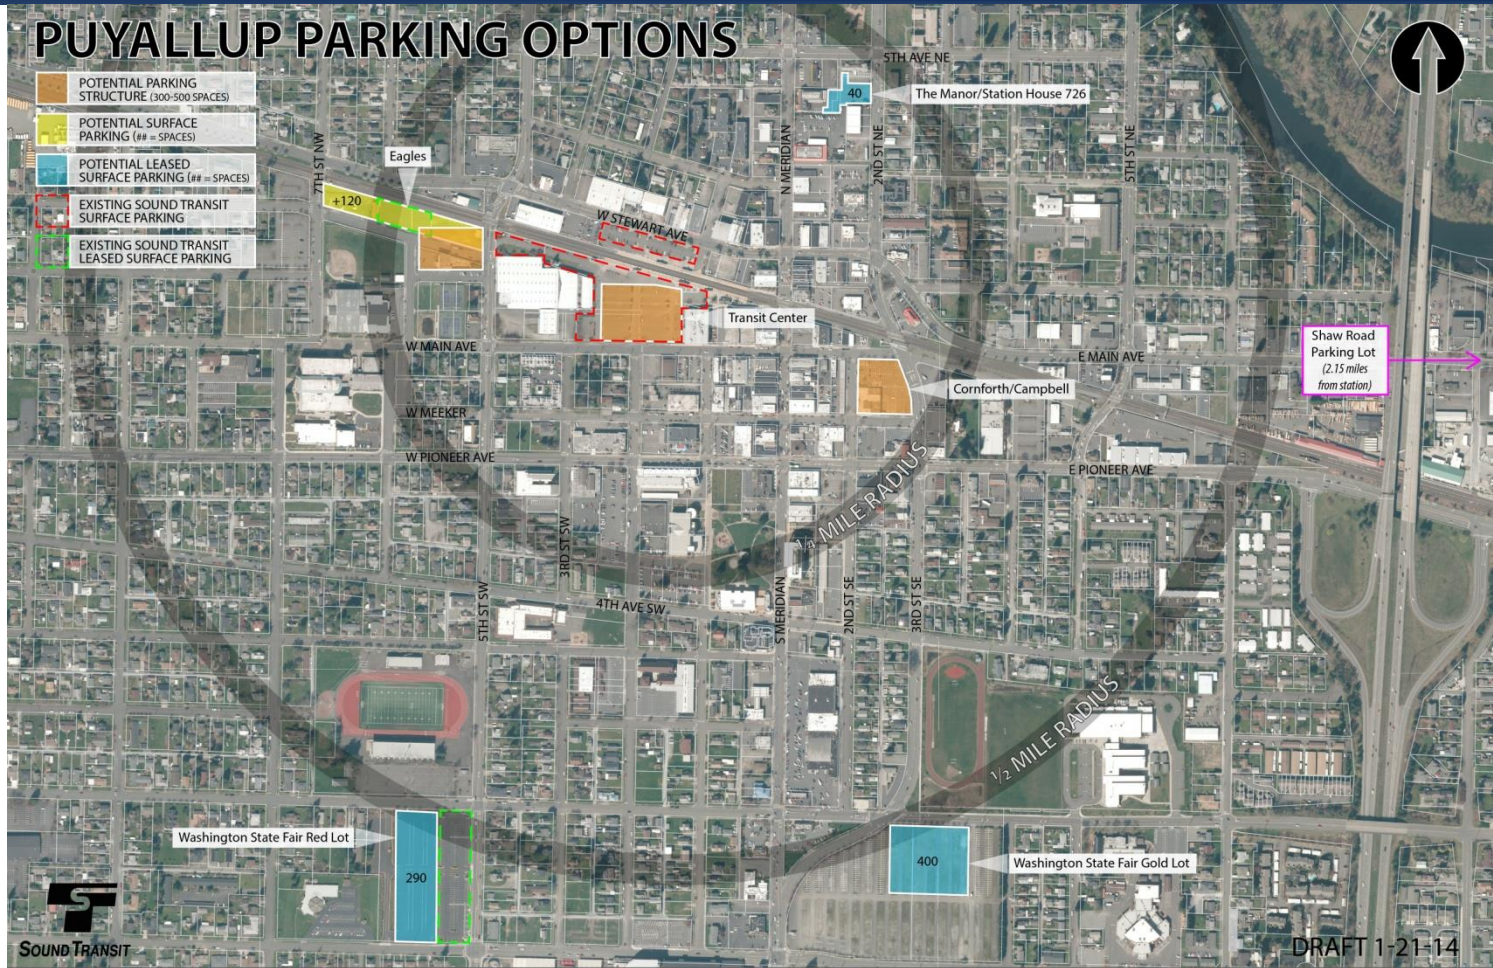 PUYALLUP PARKING OPTIONS
POTENTIAL PARKING
STRUCTURE (300-500 SPACES)
POTENTIAL SURFACE
PARKING (## = SPACES)
POTENTIAL LEASED
SURFACE PARKING (## = SPACES)
EXISTING SOUND TRANSIT
SURFACE PARKING
EXISTING SOUND TRANSIT
LEASED SURFACE PARKING
5TH AVE NE
40
The Manor/Station House 726
7TH ST NW
Eagles
+120
N MERIDIAN
2ND ST NE
5TH ST NE
W STEWART AVE
Transit Center
W MAIN AVE
E MAIN AVE
Shaw Road
Parking Lot
(2.15 miles
from station)
Cornforth/Campbell
W MEEKER
W PIONEER AVE
E PIONEER AVE
1/4 MILE RADIUS
3RD ST SW
5TH ST SW
4TH AVE SW
S MERIDIAN
2ND ST SE
3RD ST SE
1/2 MILE RADIUS
Washington State Fair Red Lot
290
400
Washington State Fair Gold Lot
SOUND TRANSIT
DRAFT 1-21-14